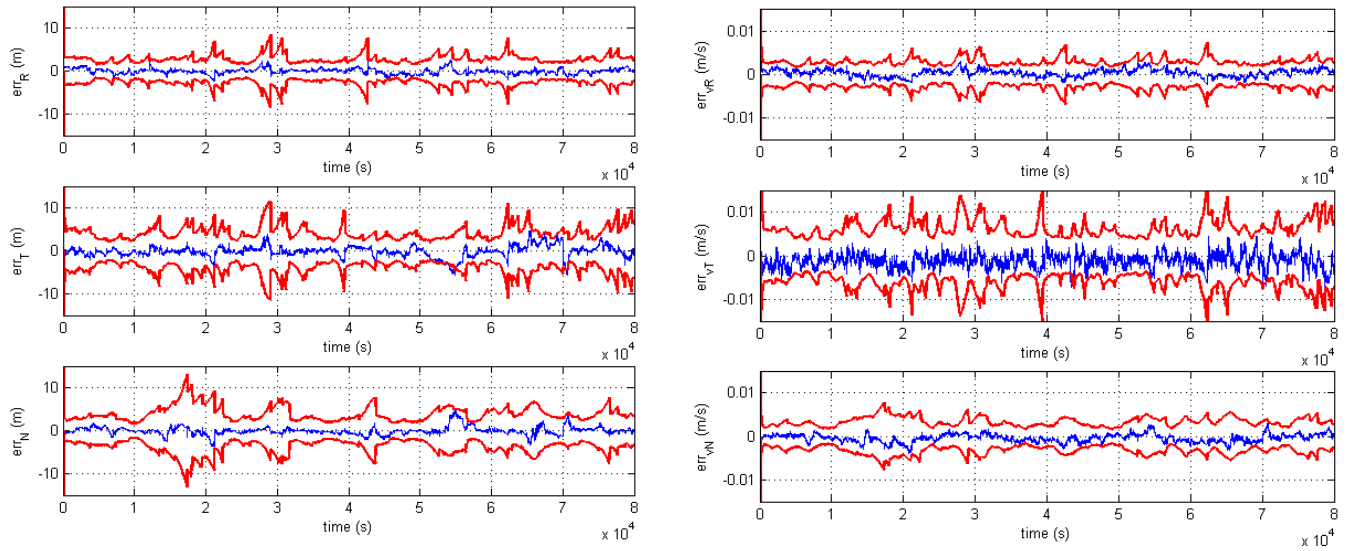 10
0
-10
err_R (m)
0 1 2 3 4 5 6 7 8
time (s)
x 10^4
10
0
-10
err_T (m)
0 1 2 3 4 5 6 7 8
time (s)
x 10^4
10
0
-10
err_N (m)
0 1 2 3 4 5 6 7 8
time (s)
x 10^4
0.01
0
-0.01
err_vR (m/s)
0 1 2 3 4 5 6 7 8
time (s)
x 10^4
0.01
0
-0.01
err_vT (m/s)
0 1 2 3 4 5 6 7 8
time (s)
x 10^4
0.01
0
-0.01
err_vN (m/s)
0 1 2 3 4 5 6 7 8
time (s)
x 10^4